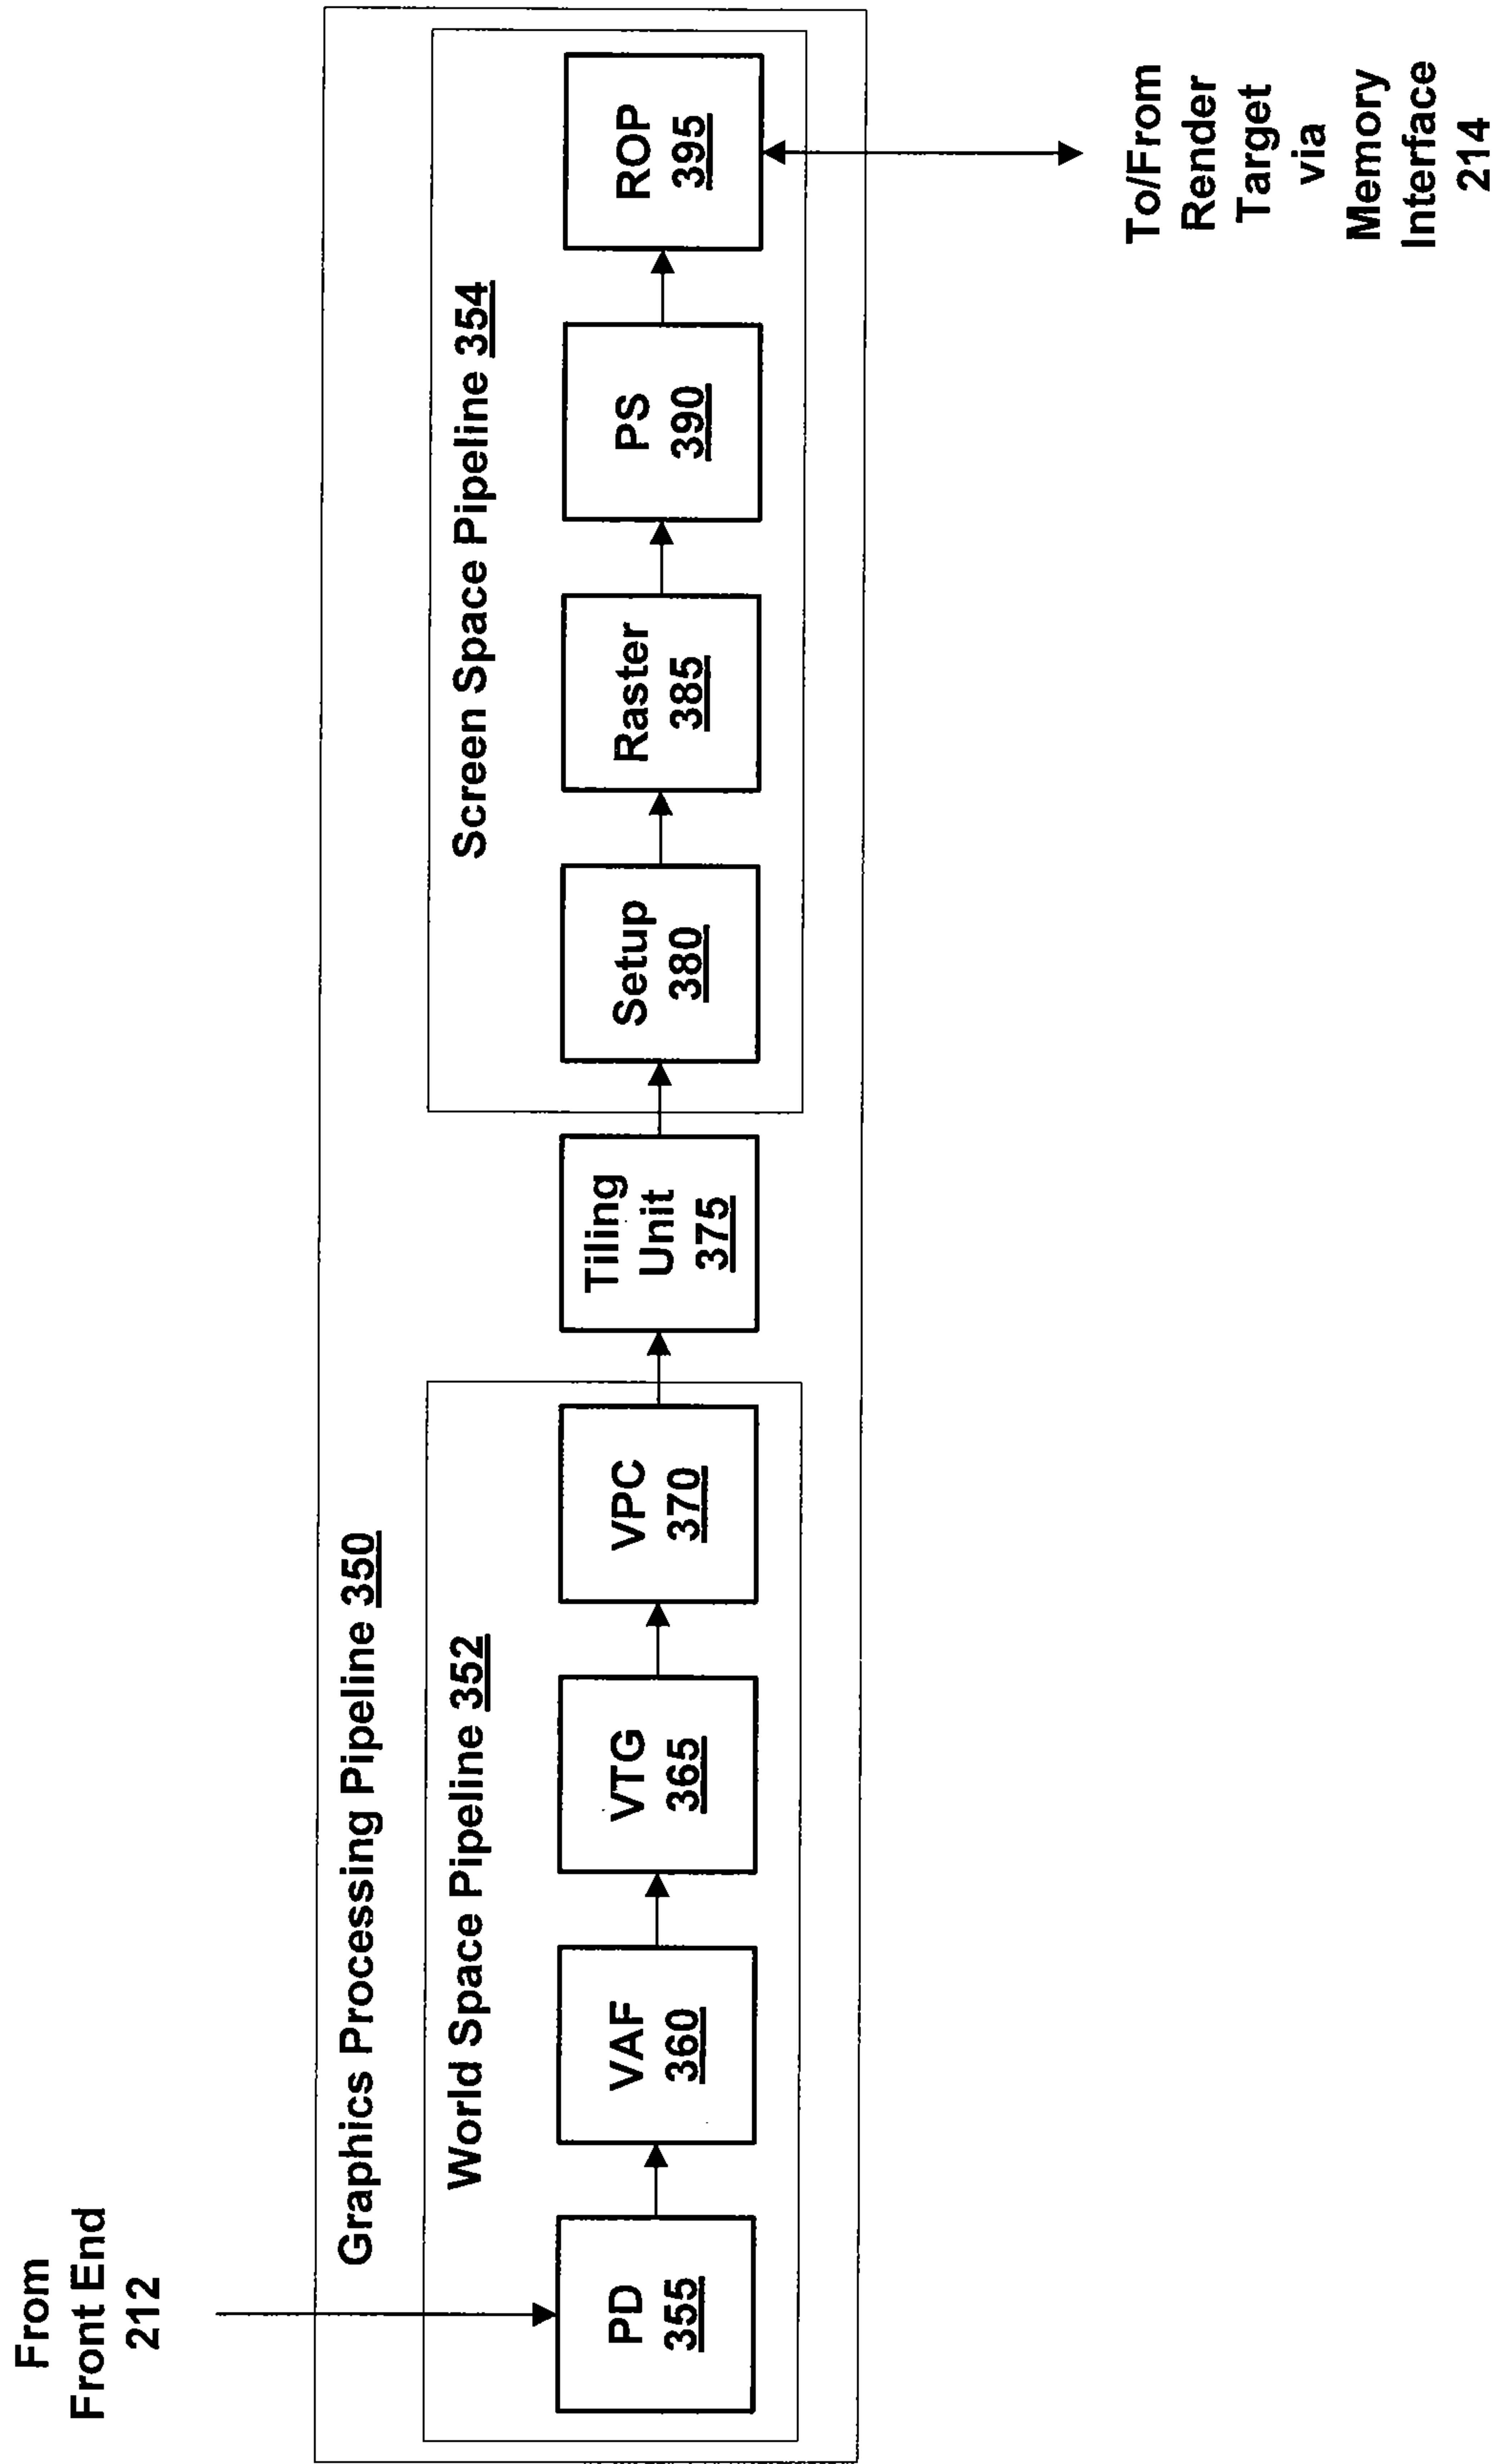 From
Front End
212
Graphics Processing Pipeline 350
World Space Pipeline 352
PD
355
VAF
360
VTG
365
VPC
370
Tiling
Unit
375
Screen Space Pipeline 354
Setup
380
Raster
385
PS
390
ROP
395
To/From
Render
Target
via
Memory
Interface
214